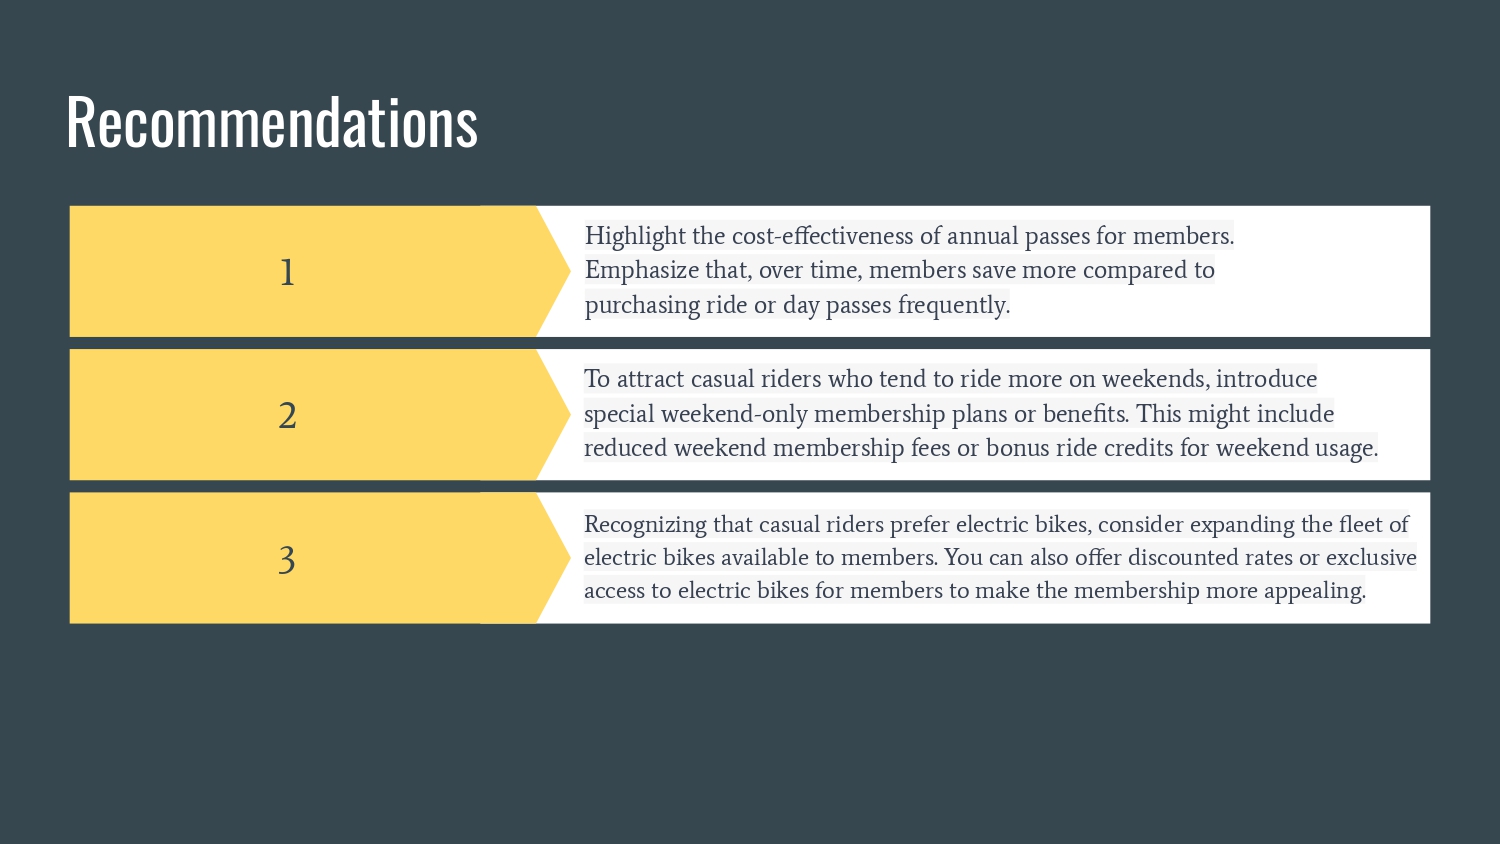 Recommendations
1
Highlight the cost-effectiveness of annual passes for members.
Emphasize that, over time, members save more compared to
purchasing ride or day passes frequently.
2
To attract casual riders who tend to ride more on weekends, introduce
special weekend-only membership plans or benefits. This might include
reduced weekend membership fees or bonus ride credits for weekend usage.
3
Recognizing that casual riders prefer electric bikes, consider expanding the fleet of
electric bikes available to members. You can also offer discounted rates or exclusive
access to electric bikes for members to make the membership more appealing.